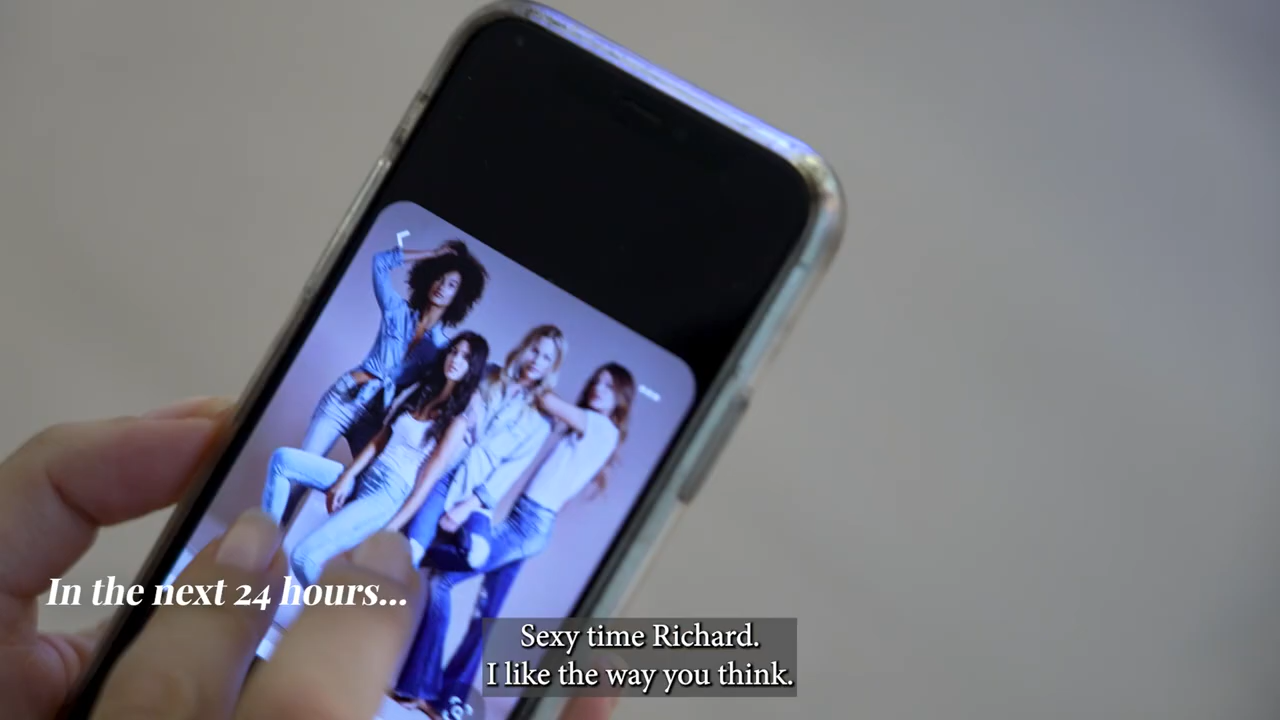 In the next 24 hours...
Sexy time Richard.
I like the way you think.